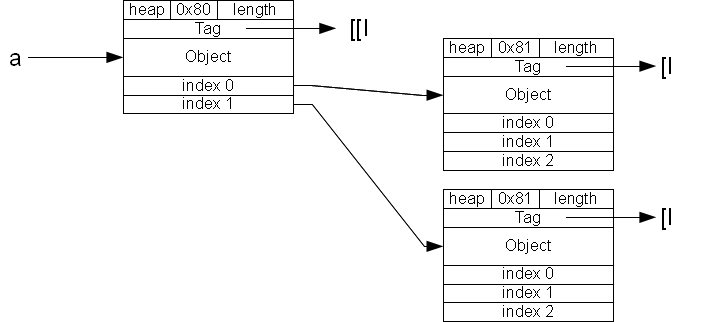 heap 0x80 length
Tag [[I
a
Object
index 0
index 1
heap 0x81 length
Tag [I
Object
index 0
index 1
index 2
heap 0x81 length
Tag [I
Object
index 0
index 1
index 2